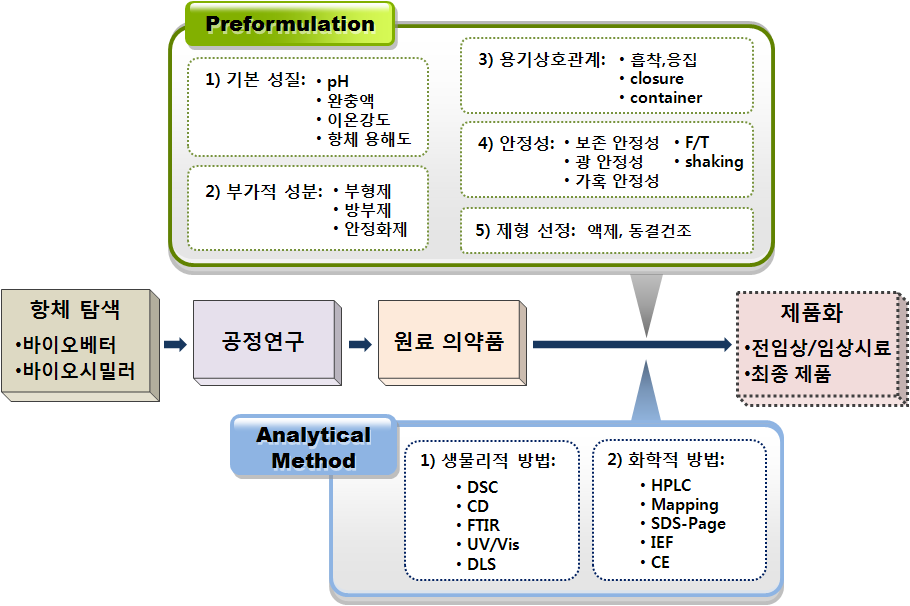 Preformulation
1) 기본 성질: • pH
• 완충액
• 이온강도
• 항체 용해도
2) 부가적 성분: • 부형제
• 방부제
• 안정화제
3) 용기상호관계: • 흡착,응집
• closure
• container
4) 안정성: • 보존 안정성 • F/T
• 광 안정성 • shaking
• 가혹 안정성
5) 제형 선정: 액제, 동결건조
항체 탐색
•바이오베터
•바이오시밀러
공정연구
원료 의약품
제품화
•전임상/임상시료
•최종 제품
Analytical
Method
1) 생물리적 방법:
• DSC
• CD
• FTIR
• UV/Vis
• DLS
2) 화학적 방법:
• HPLC
• Mapping
• SDS-Page
• IEF
• CE